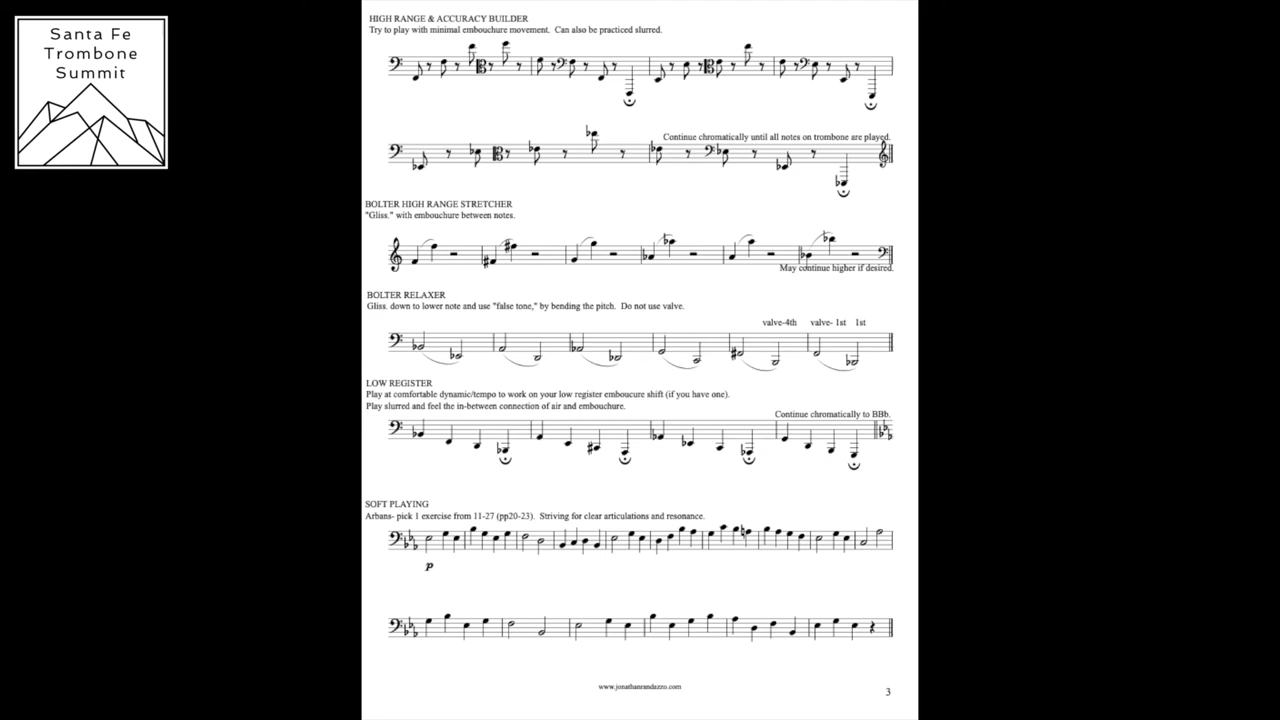 Santa Fe
Trombone
Summit
HIGH RANGE & ACCURACY BUILDER
Try to play with minimal embouchure movement. Can also be practiced slurred.
Continue chromatically until all notes on trombone are played.
BOLTER HIGH RANGE STRETCHER
"Gliss." with embouchure between notes.
May continue higher if desired.
BOLTER RELAXER
Gliss. down to lower note and use "false tone," by bending the pitch. Do not use valve.
valve-4th valve- 1st 1st
LOW REGISTER
Play at comfortable dynamic/tempo to work on your low register emboucure shift (if you have one).
Play slurred and feel the in-between connection of air and embouchure.
Continue chromatically to BBb.
SOFT PLAYING
Arbans- pick 1 exercise from 11-27 (pp20-23). Striving for clear articulations and resonance.
p
www.jonathanrandazzo.com
3